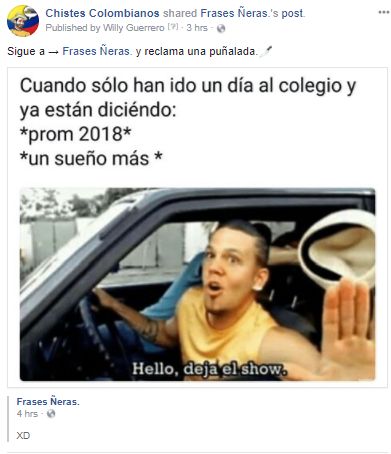 Chistes Colombianos shared Frases Ñeras.'s post.
Published by Willy Guerrero [?] · 3 hrs ·
Sigue a → Frases Ñeras. y reclama una puñalada.
Cuando sólo han ido un día al colegio y
ya están diciéndo:
*prom 2018*
*un sueño más *
Hello, deja el show.
Frases Ñeras.
4 hrs ·
XD